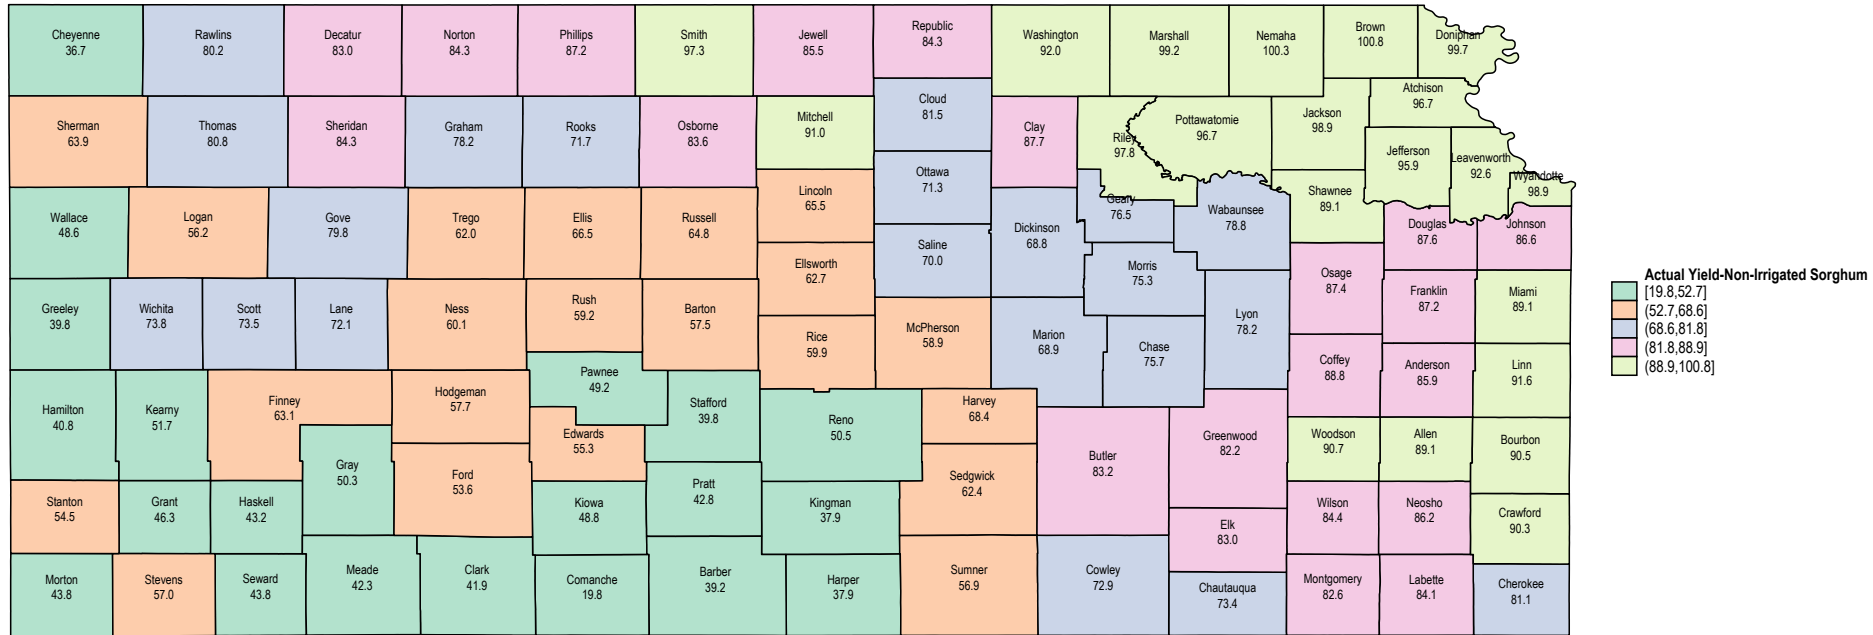 Cheyenne
36.7
Rawlins
80.2
Decatur
83.0
Norton
84.3
Phillips
87.2
Smith
97.3
Jewell
85.5
Republic
84.3
Washington
92.0
Marshall
99.2
Nemaha
100.3
Brown
100.8
Doniphan
99.7
Sherman
63.9
Thomas
80.8
Sheridan
84.3
Graham
78.2
Rooks
71.7
Osborne
83.6
Mitchell
91.0
Cloud
81.5
Clay
87.7
Riley
97.8
Pottawatomie
96.7
Jackson
98.9
Atchison
96.7
Jefferson
95.9
Leavenworth
92.6
Wyandotte
98.9
Wallace
48.6
Logan
56.2
Gove
79.8
Trego
62.0
Ellis
66.5
Russell
64.8
Lincoln
65.5
Ottawa
71.3
Saline
70.0
Dickinson
68.8
Geary
76.5
Wabaunsee
78.8
Shawnee
89.1
Douglas
87.6
Johnson
86.6
Ellsworth
62.7
Morris
75.3
Osage
87.4
Franklin
87.2
Miami
89.1
Greeley
39.8
Wichita
73.8
Scott
73.5
Lane
72.1
Ness
60.1
Rush
59.2
Barton
57.5
Rice
59.9
McPherson
58.9
Marion
68.9
Chase
75.7
Lyon
78.2
Coffey
88.8
Anderson
85.9
Linn
91.6
Hamilton
40.8
Kearny
51.7
Finney
63.1
Hodgeman
57.7
Pawnee
49.2
Stafford
39.8
Reno
50.5
Harvey
68.4
Edwards
55.3
Gray
50.3
Ford
53.6
Butler
83.2
Greenwood
82.2
Woodson
90.7
Allen
89.1
Bourbon
90.5
Stanton
54.5
Grant
46.3
Haskell
43.2
Kiowa
48.8
Pratt
42.8
Kingman
37.9
Sedgwick
62.4
Elk
83.0
Wilson
84.4
Neosho
86.2
Crawford
90.3
Morton
43.8
Stevens
57.0
Seward
43.8
Meade
42.3
Clark
41.9
Comanche
19.8
Barber
39.2
Harper
37.9
Sumner
56.9
Cowley
72.9
Chautauqua
73.4
Montgomery
82.6
Labette
84.1
Cherokee
81.1
Actual Yield-Non-Irrigated Sorghum
[19.8,52.7]
(52.7,68.6]
(68.6,81.8]
(81.8,88.9]
(88.9,100.8]